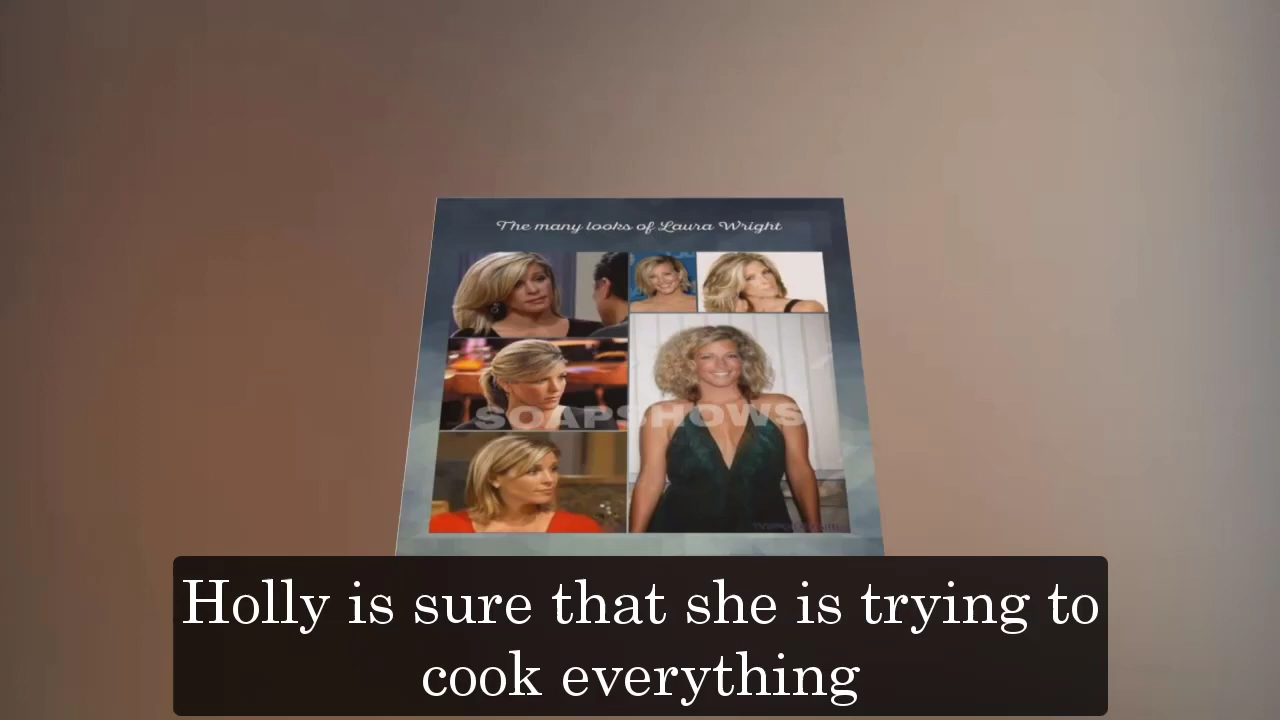 The many looks of Laura Wright
SOAPSHOWS
Holly is sure that she is trying to
cook everything